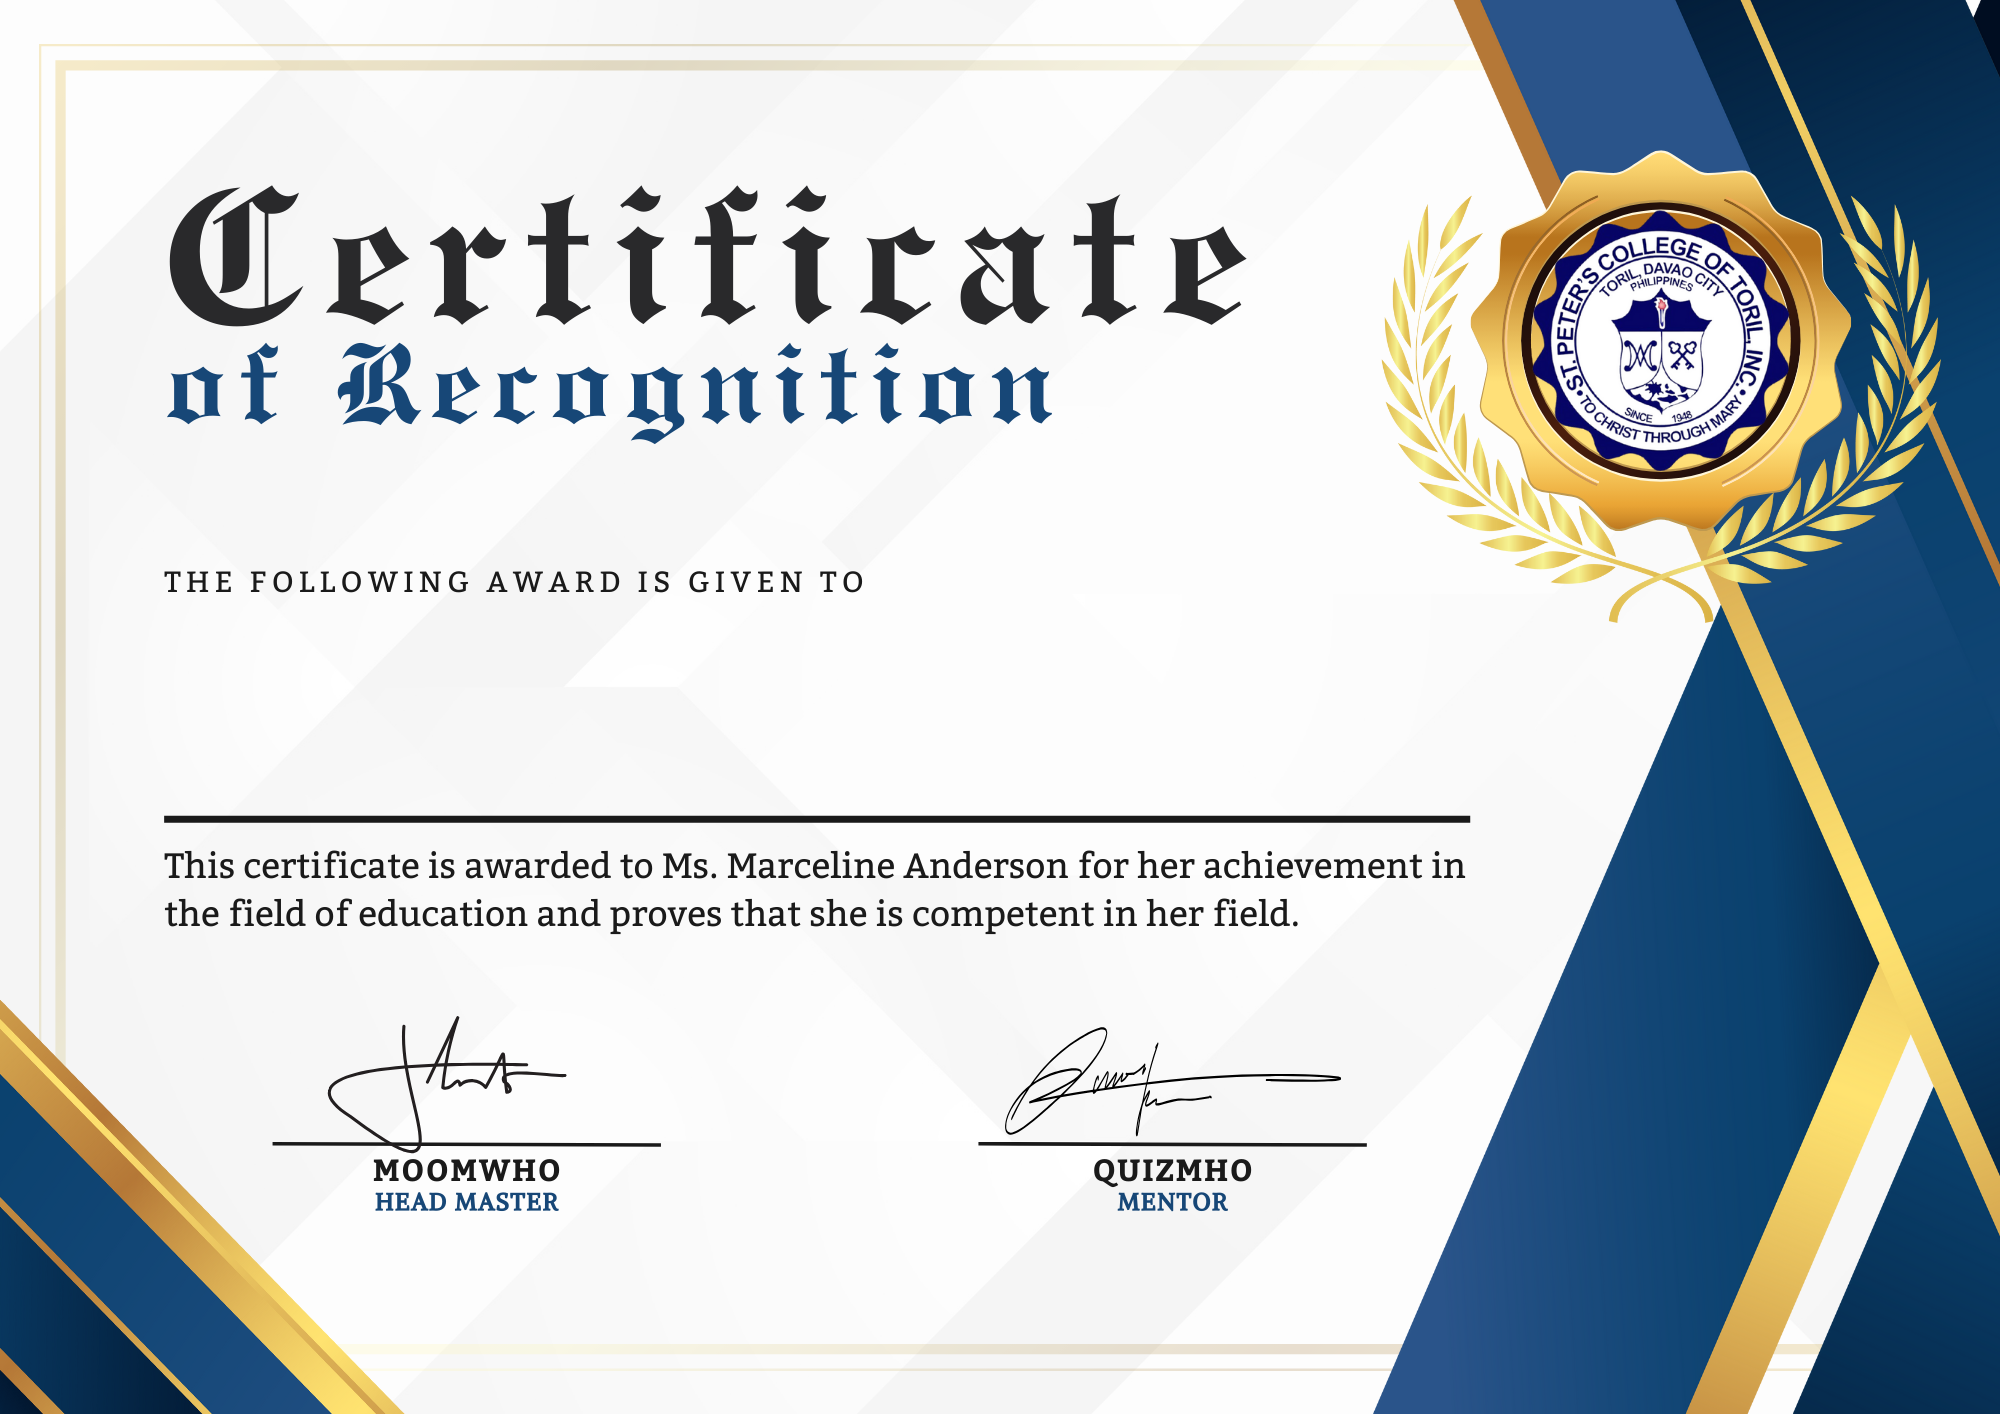 Certificate
of Recognition
ST. PETER'S COLLEGE OF TORIL, INC.
TORIL, DAVAO CITY
PHILIPPINES
SINCE 1948
• TO CHRIST THROUGH MARY •
THE FOLLOWING AWARD IS GIVEN TO
This certificate is awarded to Ms. Marceline Anderson for her achievement in
the field of education and proves that she is competent in her field.
MOOMWHO
HEAD MASTER
QUIZMHO
MENTOR